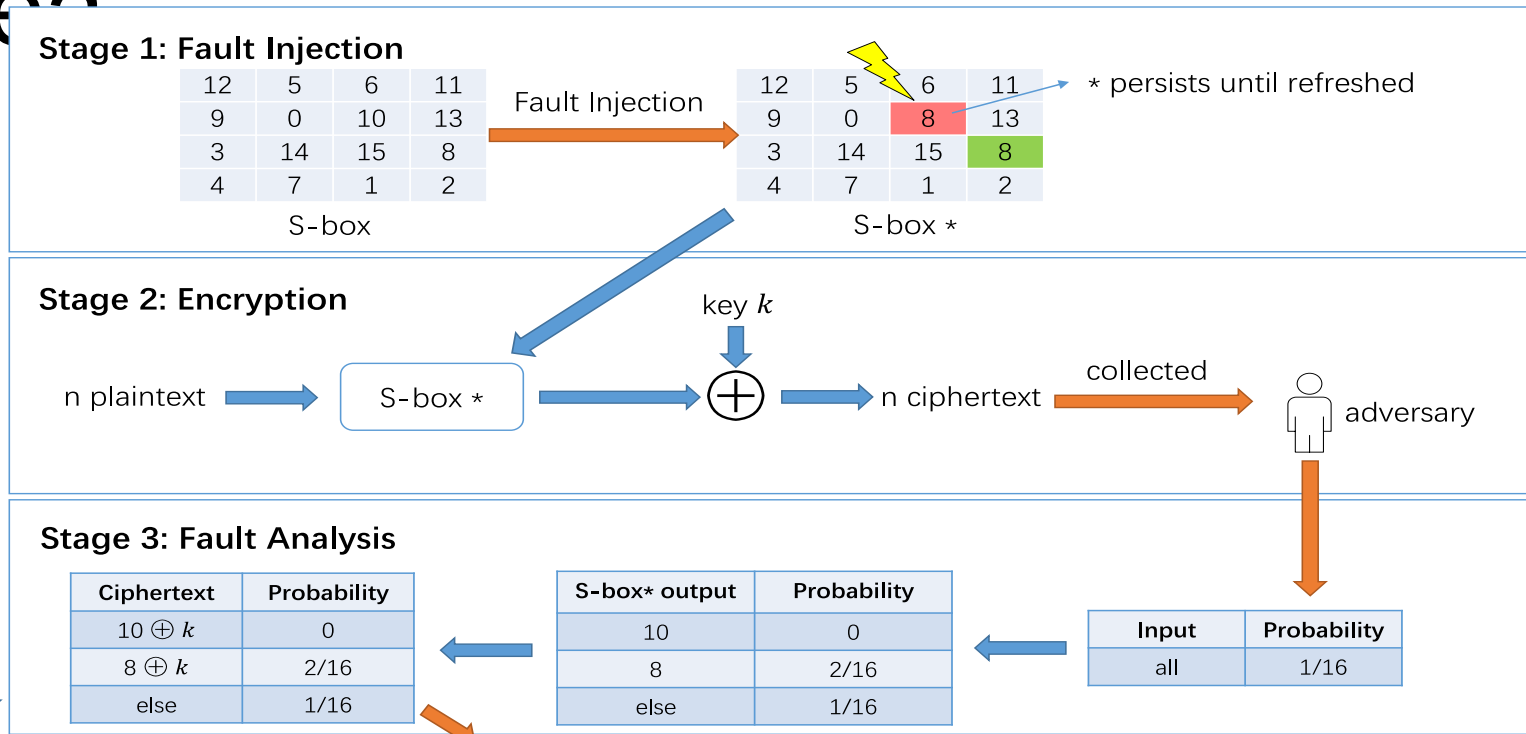 Stage 1: Fault Injection
12 5 6 11
9 0 10 13
3 14 15 8
4 7 1 2
S-box
Fault Injection
12 5 6 11
9 0 8 13
3 14 15 8
4 7 1 2
S-box *
* persists until refreshed
Stage 2: Encryption
key k
n plaintext
S-box *
n ciphertext
collected
adversary
Stage 3: Fault Analysis
Ciphertext Probability
10 ⊕ k 0
8 ⊕ k 2/16
else 1/16
S-box* output Probability
10 0
8 2/16
else 1/16
Input Probability
all 1/16